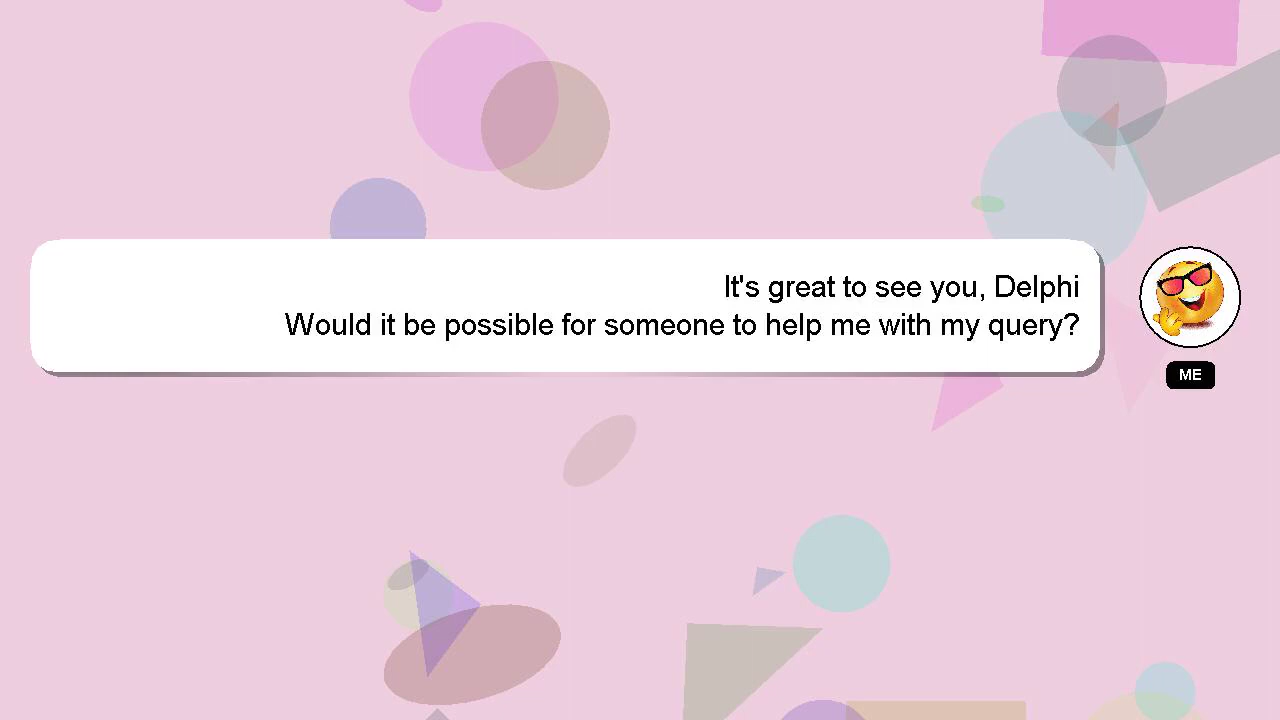 It's great to see you, Delphi
Would it be possible for someone to help me with my query?
ME